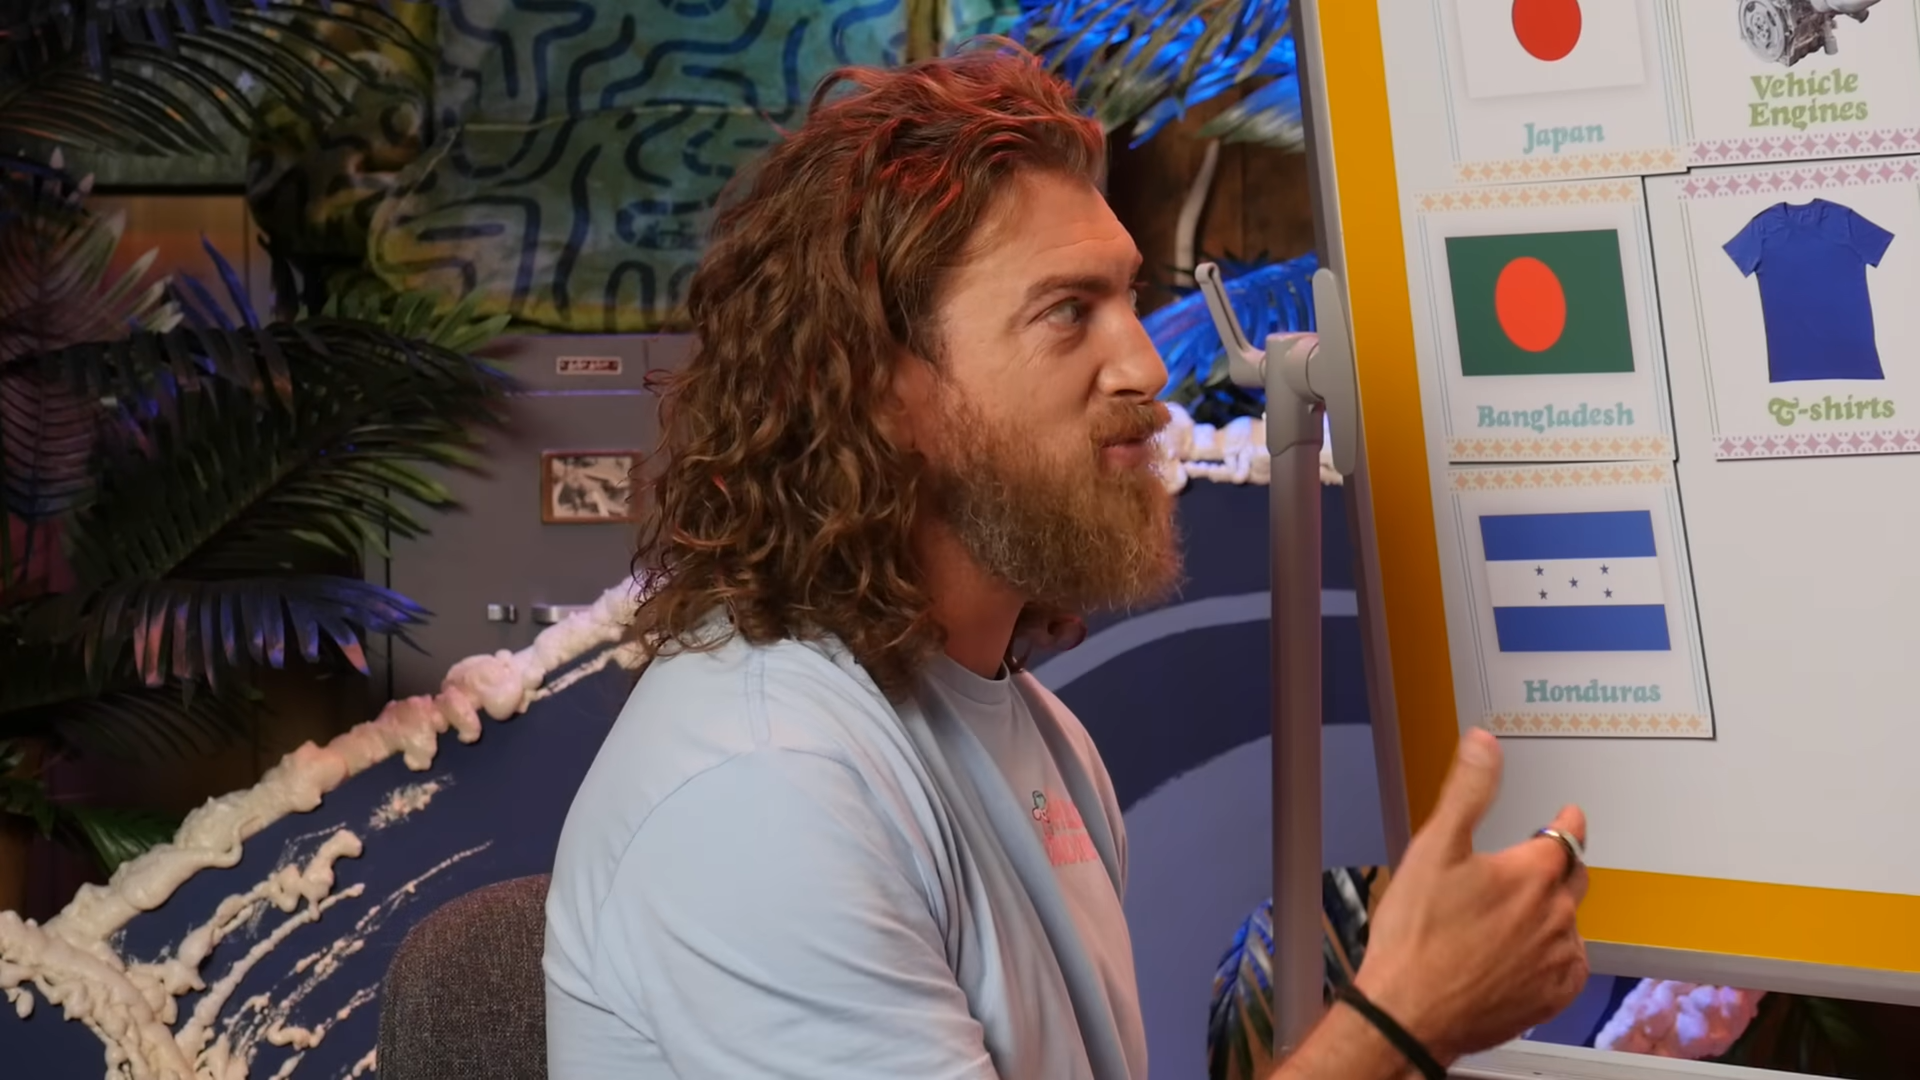 Japan
Vehicle
Engines
Bangladesh
T-shirts
Honduras